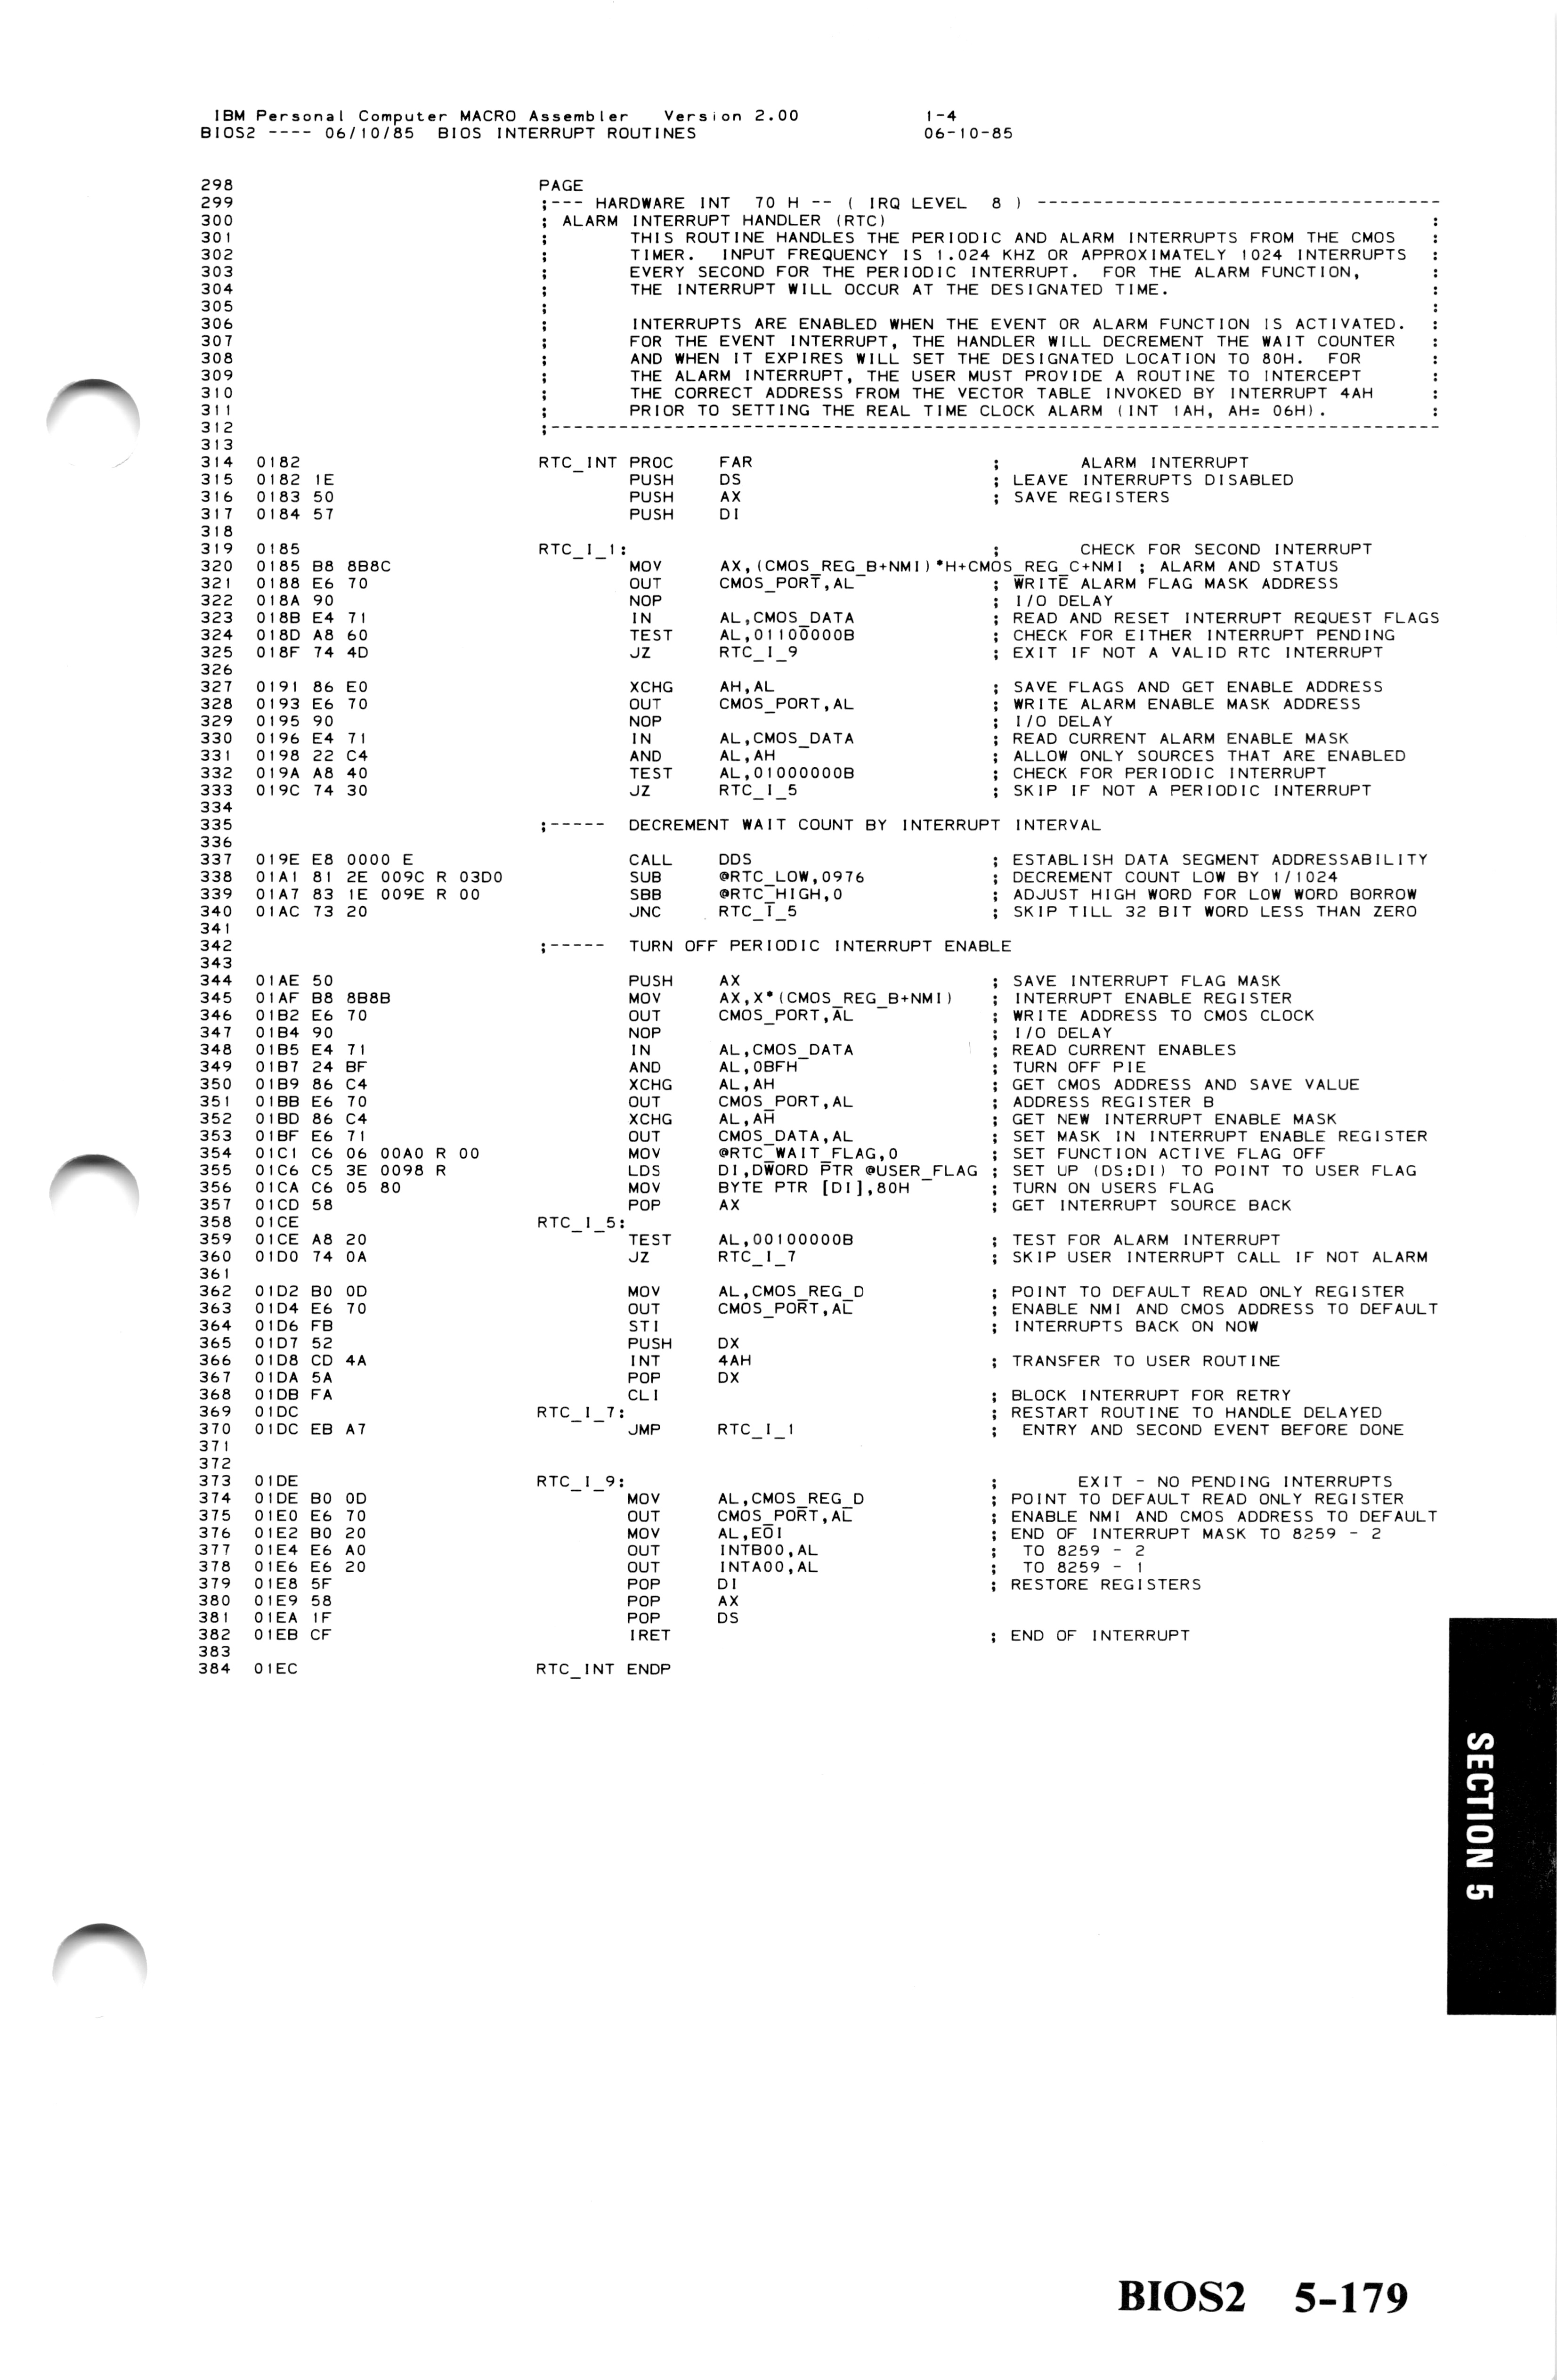 IBM Personal Computer MACRO Assembler   Version 2.00             1-4
BIOS2 ---- 06/10/85  BIOS INTERRUPT ROUTINES                     06-10-85
298                    PAGE
299                    ;--- HARDWARE INT  70 H -- ( IRQ LEVEL  8 ) ------------------------------------
300                    ; ALARM INTERRUPT HANDLER (RTC)                                                :
301                    ;       THIS ROUTINE HANDLES THE PERIODIC AND ALARM INTERRUPTS FROM THE CMOS   :
302                    ;       TIMER.  INPUT FREQUENCY IS 1.024 KHZ OR APPROXIMATELY 1024 INTERRUPTS  :
303                    ;       EVERY SECOND FOR THE PERIODIC INTERRUPT.  FOR THE ALARM FUNCTION,      :
304                    ;       THE INTERRUPT WILL OCCUR AT THE DESIGNATED TIME.                       :
305                    ;                                                                              :
306                    ;       INTERRUPTS ARE ENABLED WHEN THE EVENT OR ALARM FUNCTION IS ACTIVATED.  :
307                    ;       FOR THE EVENT INTERRUPT, THE HANDLER WILL DECREMENT THE WAIT COUNTER   :
308                    ;       AND WHEN IT EXPIRES WILL SET THE DESIGNATED LOCATION TO 80H.  FOR      :
309                    ;       THE ALARM INTERRUPT, THE USER MUST PROVIDE A ROUTINE TO INTERCEPT      :
310                    ;       THE CORRECT ADDRESS FROM THE VECTOR TABLE INVOKED BY INTERRUPT 4AH     :
311                    ;       PRIOR TO SETTING THE REAL TIME CLOCK ALARM (INT 1AH, AH= 06H).         :
312                    ;-------------------------------------------------------------------------------
313
314  0182                      RTC_INT PROC    FAR                     ;       ALARM INTERRUPT
315  0182 1E                           PUSH    DS                      ; LEAVE INTERRUPTS DISABLED
316  0183 50                           PUSH    AX                      ; SAVE REGISTERS
317  0184 57                           PUSH    DI
318
319  0185                      RTC_I_1:                                ;       CHECK FOR SECOND INTERRUPT
320  0185 B8 8B8C                      MOV     AX,(CMOS_REG_B+NMI)*H+CMOS_REG_C+NMI ; ALARM AND STATUS
321  0188 E6 70                        OUT     CMOS_PORT,AL            ; WRITE ALARM FLAG MASK ADDRESS
322  018A 90                           NOP                             ; I/O DELAY
323  018B E4 71                        IN      AL,CMOS_DATA            ; READ AND RESET INTERRUPT REQUEST FLAGS
324  018D A8 60                        TEST    AL,01100000B            ; CHECK FOR EITHER INTERRUPT PENDING
325  018F 74 4D                        JZ      RTC_I_9                 ; EXIT IF NOT A VALID RTC INTERRUPT
326
327  0191 86 E0                        XCHG    AH,AL                   ; SAVE FLAGS AND GET ENABLE ADDRESS
328  0193 E6 70                        OUT     CMOS_PORT,AL            ; WRITE ALARM ENABLE MASK ADDRESS
329  0195 90                           NOP                             ; I/O DELAY
330  0196 E4 71                        IN      AL,CMOS_DATA            ; READ CURRENT ALARM ENABLE MASK
331  0198 22 C4                        AND     AL,AH                   ; ALLOW ONLY SOURCES THAT ARE ENABLED
332  019A A8 40                        TEST    AL,01000000B            ; CHECK FOR PERIODIC INTERRUPT
333  019C 74 30                        JZ      RTC_I_5                 ; SKIP IF NOT A PERIODIC INTERRUPT
334
335                    ;-----  DECREMENT WAIT COUNT BY INTERRUPT INTERVAL
336
337  019E E8 0000 E                    CALL    DDS                     ; ESTABLISH DATA SEGMENT ADDRESSABILITY
338  01A1 81 2E 009C R 03D0            SUB     @RTC_LOW,0976           ; DECREMENT COUNT LOW BY 1/1024
339  01A7 83 1E 009E R 00              SBB     @RTC_HIGH,0             ; ADJUST HIGH WORD FOR LOW WORD BORROW
340  01AC 73 20                        JNC     RTC_I_5                 ; SKIP TILL 32 BIT WORD LESS THAN ZERO
341
342                    ;-----  TURN OFF PERIODIC INTERRUPT ENABLE
343
344  01AE 50                           PUSH    AX                      ; SAVE INTERRUPT FLAG MASK
345  01AF B8 8B8B                      MOV     AX,X*(CMOS_REG_B+NMI)   ; INTERRUPT ENABLE REGISTER
346  01B2 E6 70                        OUT     CMOS_PORT,AL            ; WRITE ADDRESS TO CMOS CLOCK
347  01B4 90                           NOP                             ; I/O DELAY
348  01B5 E4 71                        IN      AL,CMOS_DATA            ; READ CURRENT ENABLES
349  01B7 24 BF                        AND     AL,0BFH                 ; TURN OFF PIE
350  01B9 86 C4                        XCHG    AL,AH                   ; GET CMOS ADDRESS AND SAVE VALUE
351  01BB E6 70                        OUT     CMOS_PORT,AL            ; ADDRESS REGISTER B
352  01BD 86 C4                        XCHG    AL,AH                   ; GET NEW INTERRUPT ENABLE MASK
353  01BF E6 71                        OUT     CMOS_DATA,AL            ; SET MASK IN INTERRUPT ENABLE REGISTER
354  01C1 C6 06 00A0 R 00              MOV     @RTC_WAIT_FLAG,0        ; SET FUNCTION ACTIVE FLAG OFF
355  01C6 C5 3E 0098 R                 LDS     DI,DWORD PTR @USER_FLAG ; SET UP (DS:DI) TO POINT TO USER FLAG
356  01CA C6 05 80                     MOV     BYTE PTR [DI],80H       ; TURN ON USERS FLAG
357  01CD 58                           POP     AX                      ; GET INTERRUPT SOURCE BACK
358  01CE                      RTC_I_5:
359  01CE A8 20                        TEST    AL,00100000B            ; TEST FOR ALARM INTERRUPT
360  01D0 74 0A                        JZ      RTC_I_7                 ; SKIP USER INTERRUPT CALL IF NOT ALARM
361
362  01D2 B0 0D                        MOV     AL,CMOS_REG_D           ; POINT TO DEFAULT READ ONLY REGISTER
363  01D4 E6 70                        OUT     CMOS_PORT,AL            ; ENABLE NMI AND CMOS ADDRESS TO DEFAULT
364  01D6 FB                           STI                             ; INTERRUPTS BACK ON NOW
365  01D7 52                           PUSH    DX
366  01D8 CD 4A                        INT     4AH                     ; TRANSFER TO USER ROUTINE
367  01DA 5A                           POP     DX
368  01DB FA                           CLI                             ; BLOCK INTERRUPT FOR RETRY
369  01DC                      RTC_I_7:                                ; RESTART ROUTINE TO HANDLE DELAYED
370  01DC EB A7                        JMP     RTC_I_1                 ;  ENTRY AND SECOND EVENT BEFORE DONE
371
372
373  01DE                      RTC_I_9:                                ;       EXIT - NO PENDING INTERRUPTS
374  01DE B0 0D                        MOV     AL,CMOS_REG_D           ; POINT TO DEFAULT READ ONLY REGISTER
375  01E0 E6 70                        OUT     CMOS_PORT,AL            ; ENABLE NMI AND CMOS ADDRESS TO DEFAULT
376  01E2 B0 20                        MOV     AL,EOI                  ; END OF INTERRUPT MASK TO 8259 - 2
377  01E4 E6 A0                        OUT     INTB00,AL               ;  TO 8259 - 2
378  01E6 E6 20                        OUT     INTA00,AL               ;  TO 8259 - 1
379  01E8 5F                           POP     DI                      ; RESTORE REGISTERS
380  01E9 58                           POP     AX
381  01EA 1F                           POP     DS
382  01EB CF                           IRET                            ; END OF INTERRUPT
383
384  01EC                      RTC_INT ENDP
SECTION 5
BIOS2   5-179